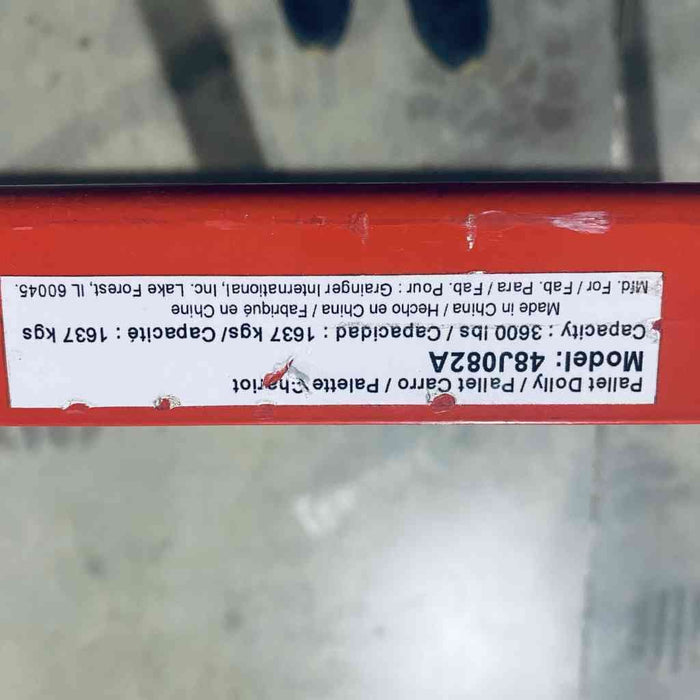 Pallet Dolly / Pallet Carro / Palette Chariot
Model: 48J082A
Capacity : 3600 lbs / Capacidad : 1637 kgs/ Capacité : 1637 kgs
Made in China / Hecho en China / Fabriqué en Chine
Mfd. For / Fab. Para / Fab. Pour : Grainger International, Inc. Lake Forest, IL 60045.